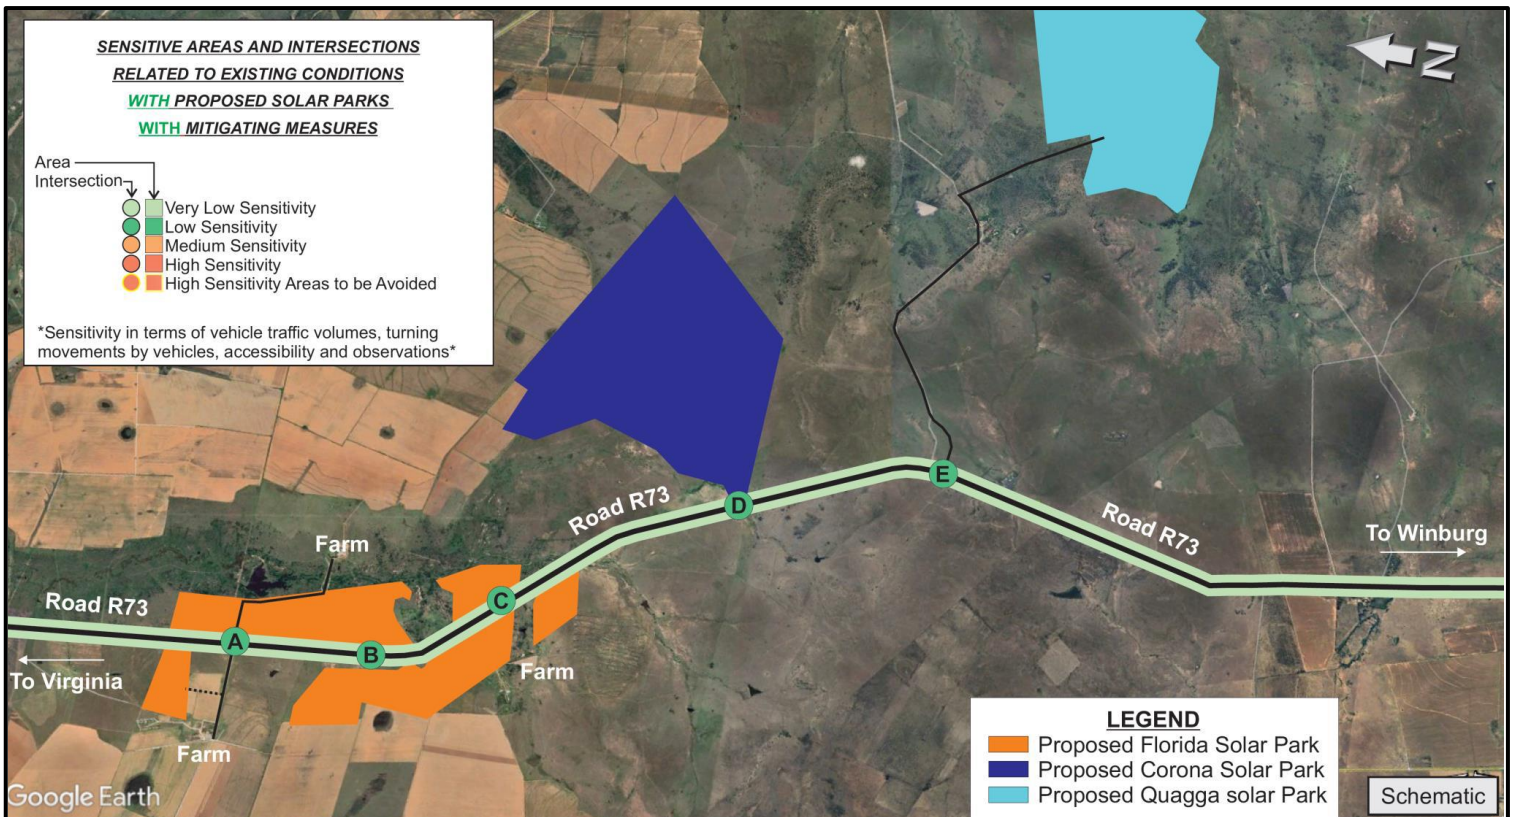 SENSITIVE AREAS AND INTERSECTIONS
RELATED TO EXISTING CONDITIONS
WITH PROPOSED SOLAR PARKS
WITH MITIGATING MEASURES
Area
Intersection
Very Low Sensitivity
Low Sensitivity
Medium Sensitivity
High Sensitivity
High Sensitivity Areas to be Avoided
*Sensitivity in terms of vehicle traffic volumes, turning
movements by vehicles, accessibility and observations*
N
E
D
Road R73
Road R73
To Winburg
Farm
C
Road R73
A
B
To Virginia
Farm
Farm
LEGEND
Proposed Florida Solar Park
Proposed Corona Solar Park
Proposed Quagga solar Park
Google Earth
Schematic